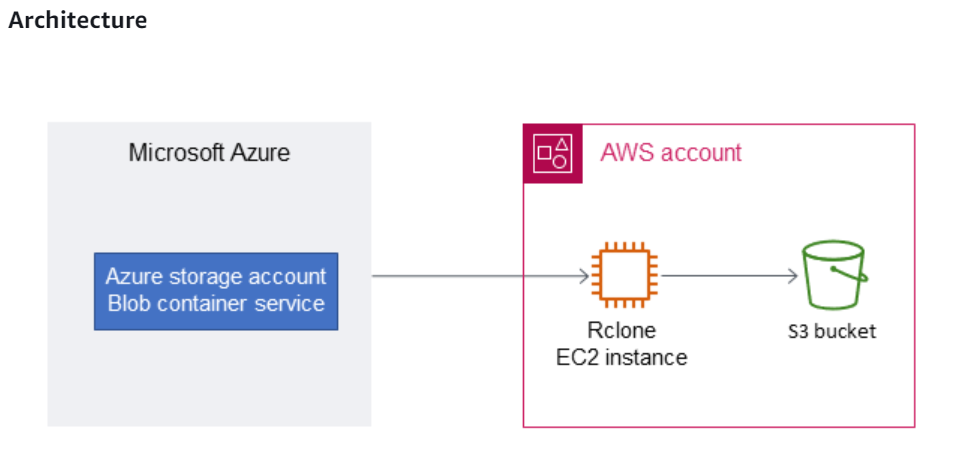 Architecture
Microsoft Azure
AWS account
Azure storage account
Blob container service
Rclone
EC2 instance
S3 bucket